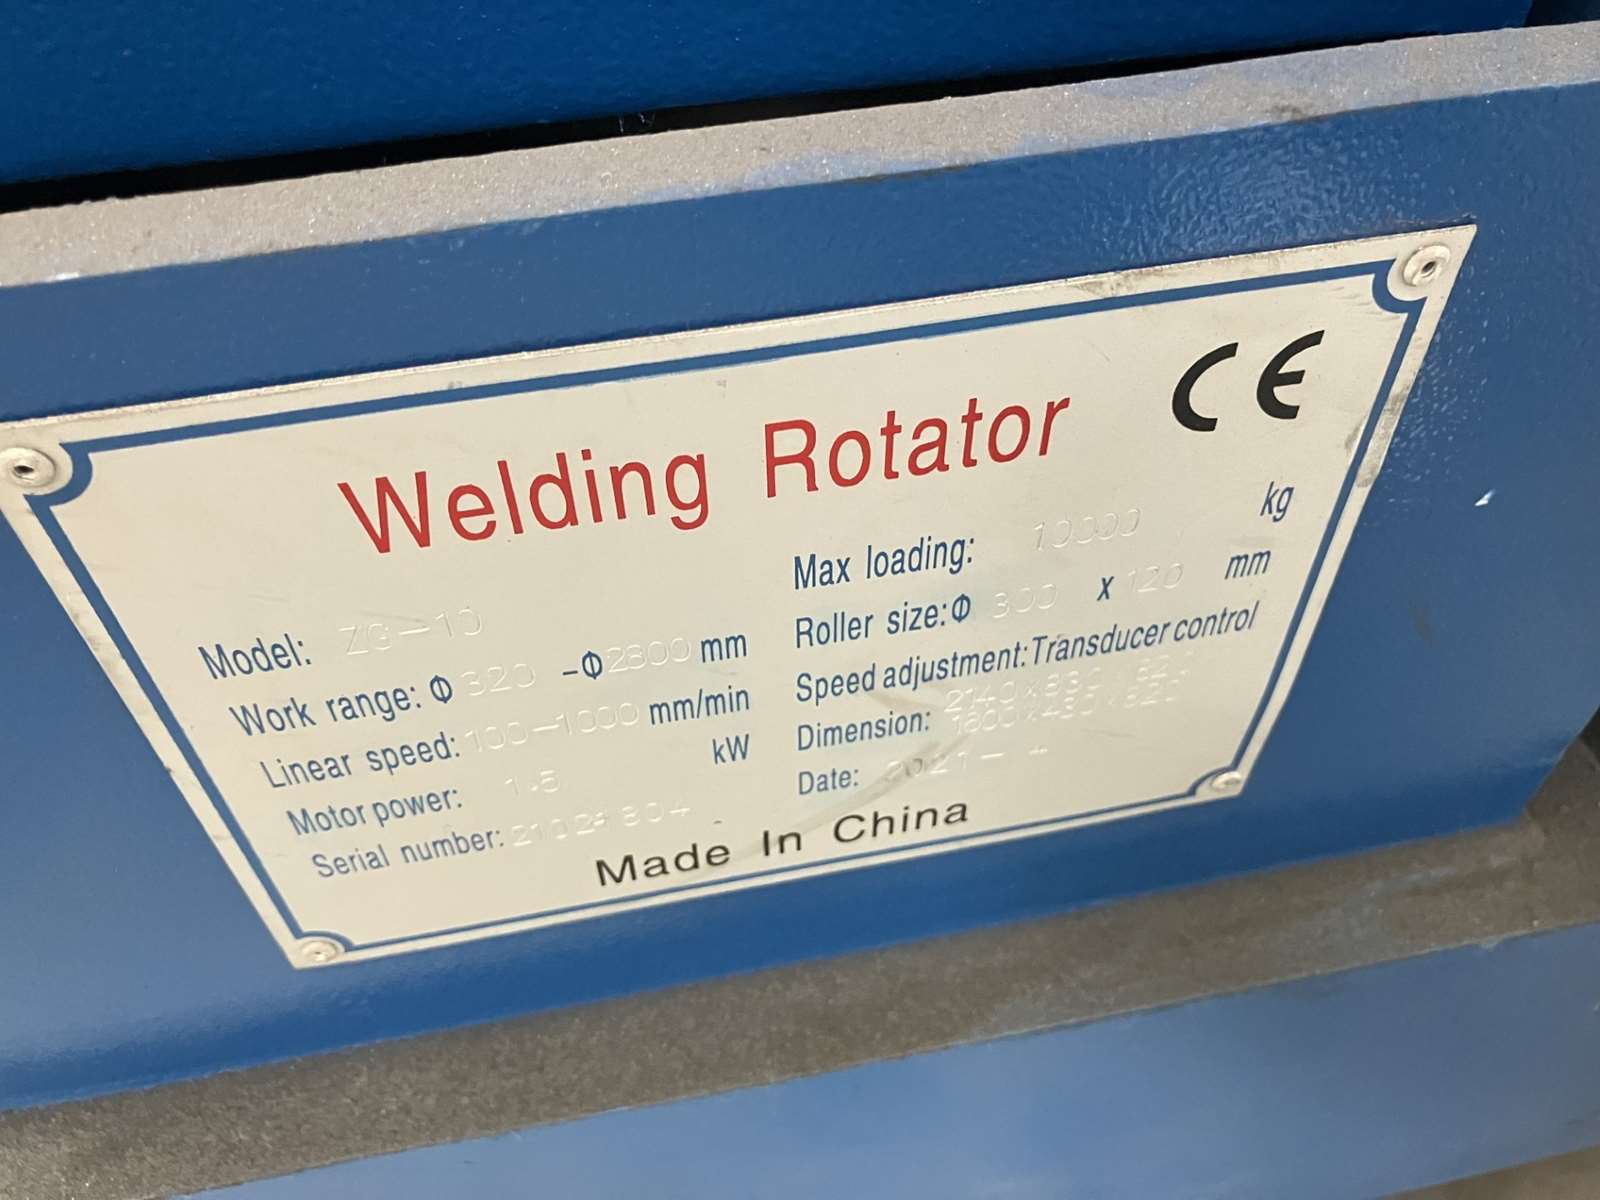 CE
Welding Rotator
Model: ZG-10
Work range: Φ 320 -Φ2800 mm
Linear speed: 100-1000 mm/min
Motor power: 1.5 kW
Serial number:
Max loading: 10000 kg
Roller size: Φ 300 x 120 mm
Speed adjustment: Transducer control
Dimension:
Date: 2021-4
Made In China